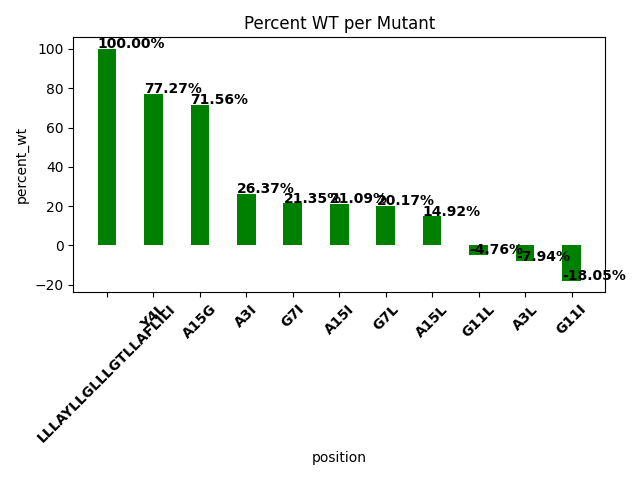 Percent WT per Mutant
percent_wt
100
80
60
40
20
0
−20
100.00%
77.27%
71.56%
26.37%
21.35%
21.09%
20.17%
14.92%
-4.76%
-7.94%
-18.05%
LLLAYLLGLLLGTLLAFLILI
Y4L
A15G
A3I
G7I
A15I
G7L
A15L
G11L
A3L
G11I
position